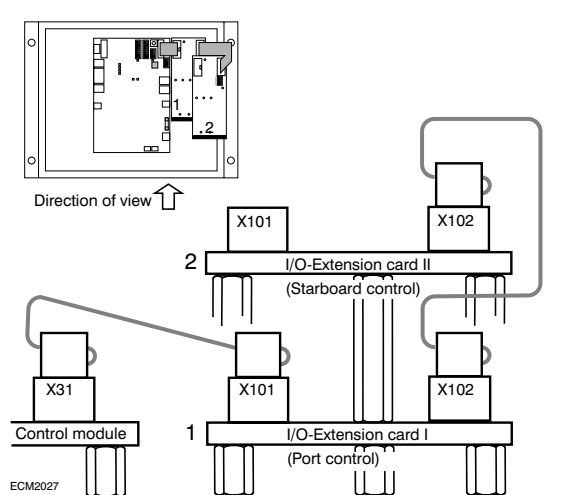 1
2
Direction of view
X101
X102
2
I/O-Extension card II
(Starboard control)
X31
X101
X102
Control module
1
I/O-Extension card I
(Port control)
ECM2027